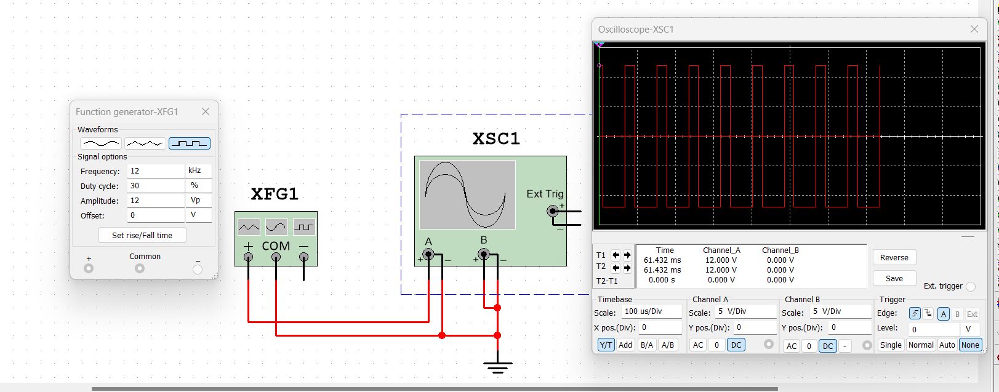 Oscilloscope-XSC1
Function generator-XFG1
Waveforms
Signal options
Frequency: 12 kHz
Duty cycle: 30 %
Amplitude: 12 Vp
Offset: 0 V
Set rise/Fall time
+ Common −
XFG1
+ COM −
XSC1
Ext Trig
+
−
A B
+ − + −
Time Channel_A Channel_B
T1 61.432 ms 12.000 V 0.000 V
T2 61.432 ms 12.000 V 0.000 V
T2-T1 0.000 s 0.000 V 0.000 V
Reverse
Save
Ext. trigger
Timebase
Scale: 100 us/Div
X pos.(Div): 0
Y/T Add B/A A/B
Channel A
Scale: 5 V/Div
Y pos.(Div): 0
AC 0 DC
Channel B
Scale: 5 V/Div
Y pos.(Div): 0
AC 0 DC -
Trigger
Edge: A B Ext
Level: 0 V
Single Normal Auto None